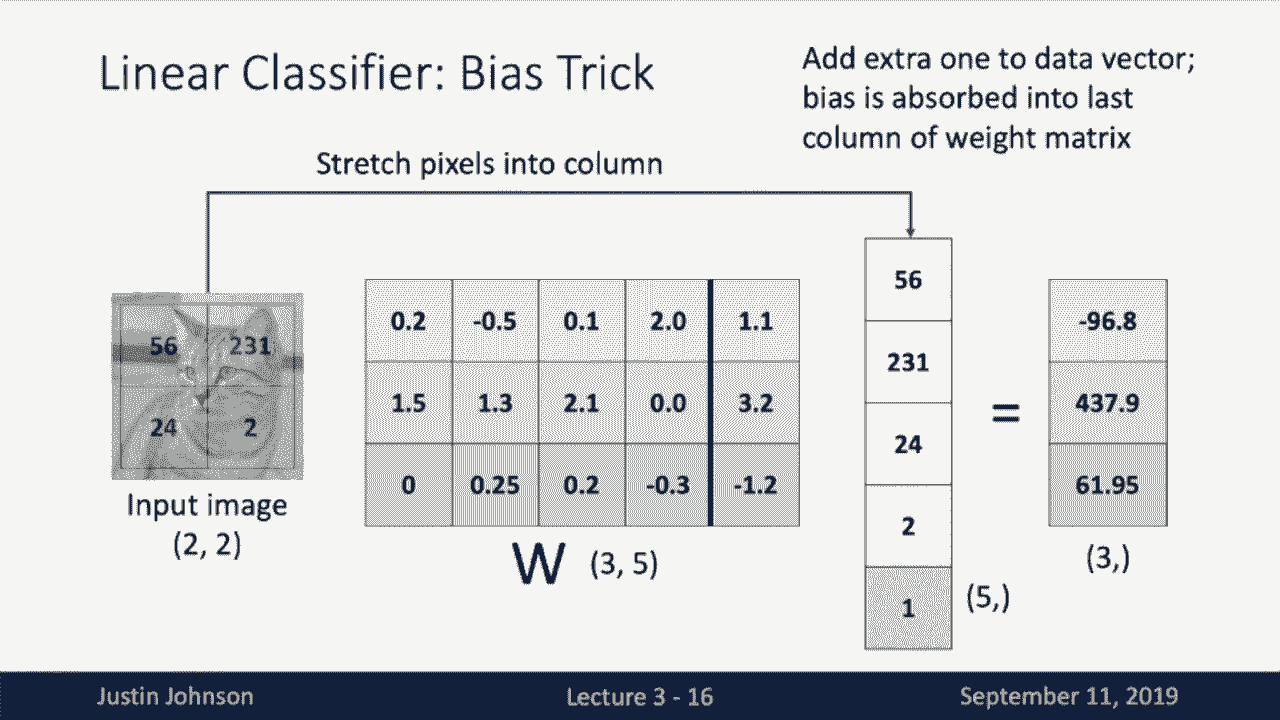 Linear Classifier: Bias Trick
Add extra one to data vector;
bias is absorbed into last
column of weight matrix
Stretch pixels into column
56 231
24 2
Input image
(2, 2)
0.2 -0.5 0.1 2.0 1.1
1.5 1.3 2.1 0.0 3.2
0 0.25 0.2 -0.3 -1.2
W (3, 5)
56
231
24
2
1
(5,)
=
-96.8
437.9
61.95
(3,)
Justin Johnson
Lecture 3 - 16
September 11, 2019